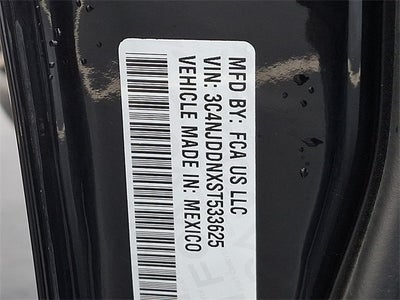 MFD BY: FCA US LLC
VIN: 3C4NJDDNXST533625
VEHICLE MADE IN: MEXICO